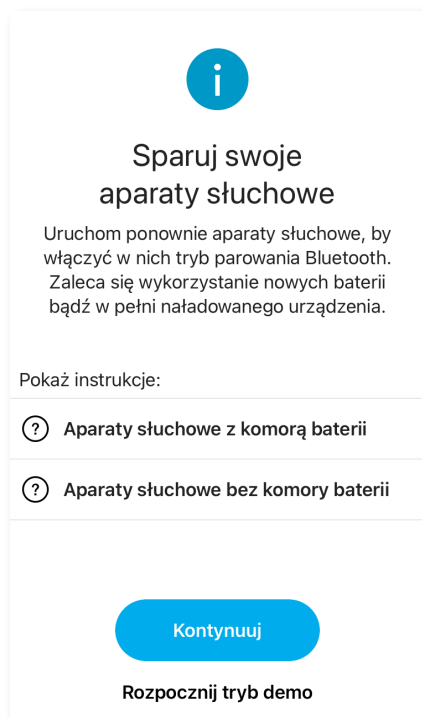 Sparuj swoje
aparaty słuchowe
Uruchom ponownie aparaty słuchowe, by
włączyć w nich tryb parowania Bluetooth.
Zaleca się wykorzystanie nowych baterii
bądź w pełni naładowanego urządzenia.
Pokaż instrukcje:
Aparaty słuchowe z komorą baterii
Aparaty słuchowe bez komory baterii
Kontynuuj
Rozpocznij tryb demo